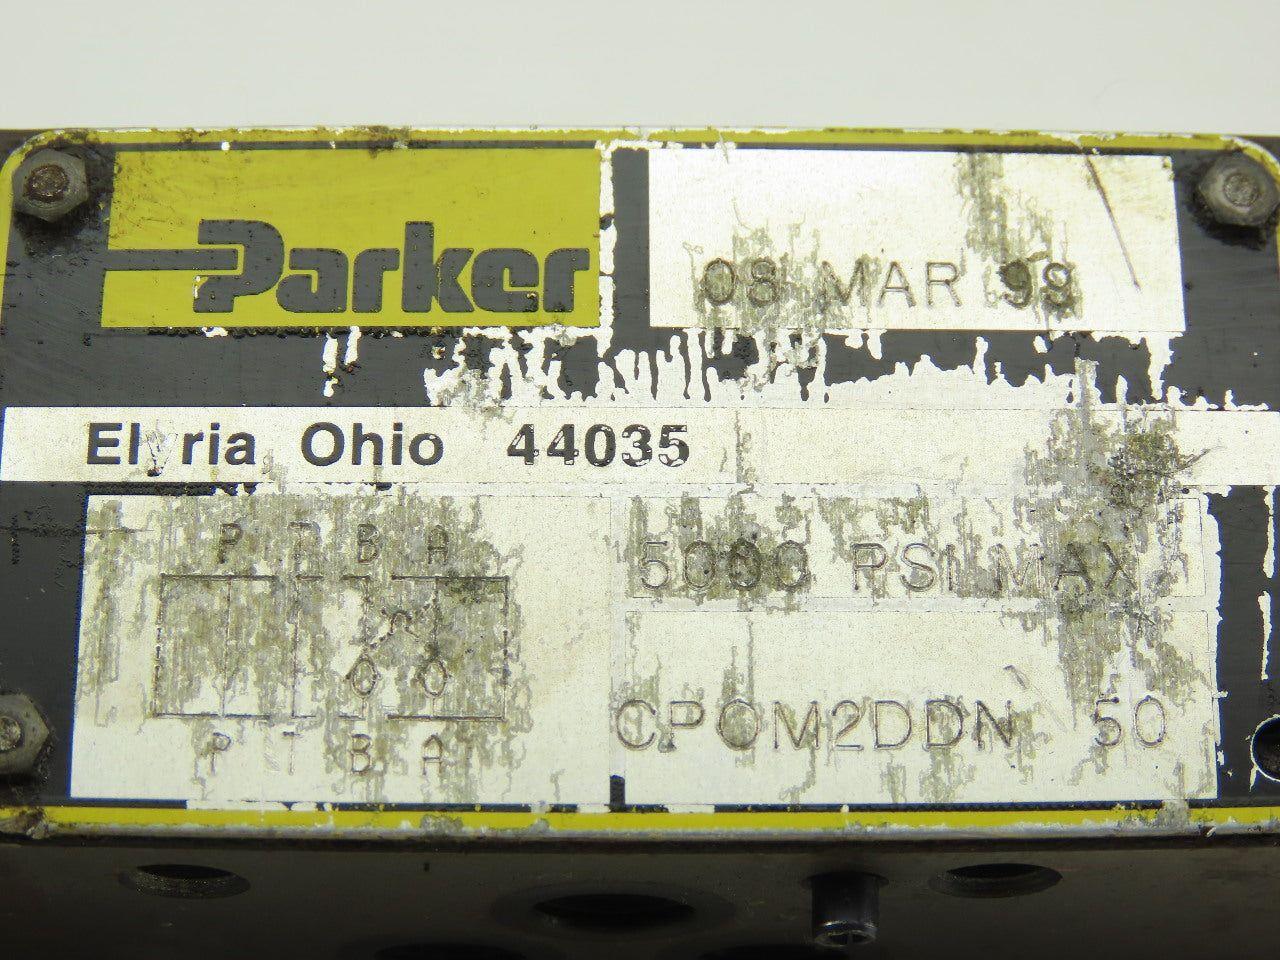 Parker
08 MAR 99
Elyria, Ohio 44035
P T B A
5000 PSI MAX
CPOM2DDN 50
P T B A